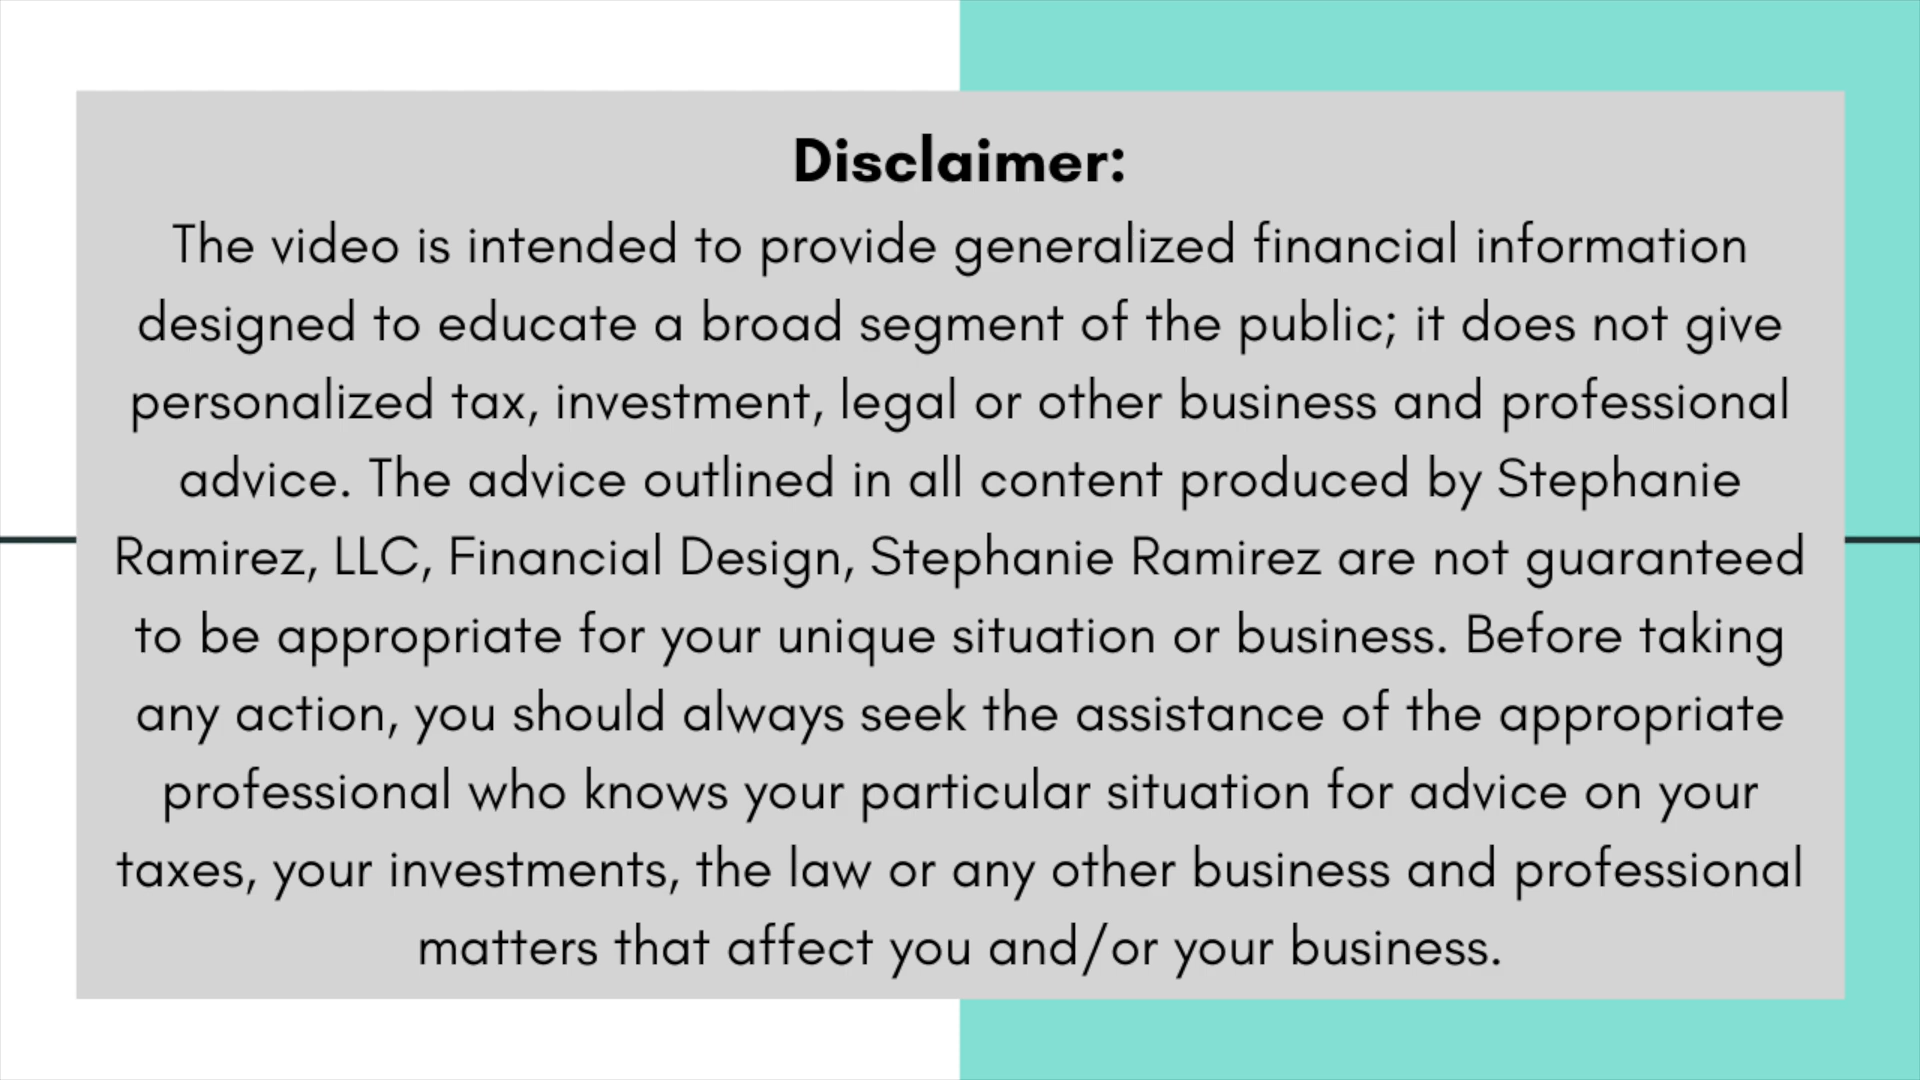 Disclaimer:
The video is intended to provide generalized financial information
designed to educate a broad segment of the public; it does not give
personalized tax, investment, legal or other business and professional
advice. The advice outlined in all content produced by Stephanie
Ramirez, LLC, Financial Design, Stephanie Ramirez are not guaranteed
to be appropriate for your unique situation or business. Before taking
any action, you should always seek the assistance of the appropriate
professional who knows your particular situation for advice on your
taxes, your investments, the law or any other business and professional
matters that affect you and/or your business.